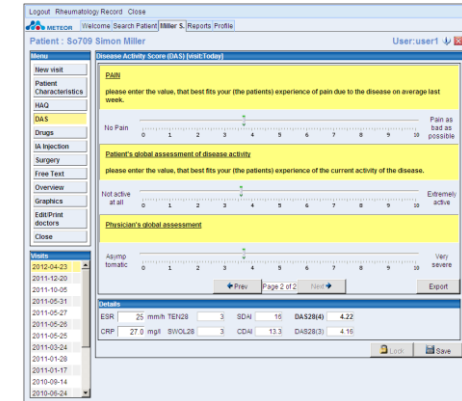 Logout Rheumatology Record Close
METEOR Welcome Search Patient Miller S. Reports Profile
Patient : So709 Simon Miller User:user1
Menu
New visit
Patient Characteristics
HAQ
DAS
Drugs
IA Injection
Surgery
Free Text
Overview
Graphics
Edit/Print doctors
Close
Visits
2012-04-23
2011-12-20
2011-10-05
2011-05-31
2011-05-27
2011-05-26
2011-05-25
2011-03-24
2011-01-28
2011-01-17
2010-09-14
2010-06-24
Disease Activity Score (DAS) [visit:Today]
PAIN
please enter the value, that best fits your (the patients) experience of pain due to the disease on average last
week.
No Pain 0 1 2 3 4 5 6 7 8 9 10 Pain as bad as possible
Patient's global assessment of disease activity
please enter the value, that best fits your (the patients) experience of the current activity of the disease.
Not active at all 0 1 2 3 4 5 6 7 8 9 10 Extremely active
Physician's global assessment
Asymp tomatic 0 1 2 3 4 5 6 7 8 9 10 Very severe
Prev Page 2 of 2 Next Export
Details
ESR 25 mm/h TEN28 3 SDAI 16 DAS28(4) 4.22
CRP 27.0 mg/l SWOL28 3 CDAI 13.3 DAS28(3) 4.16
Lock Save